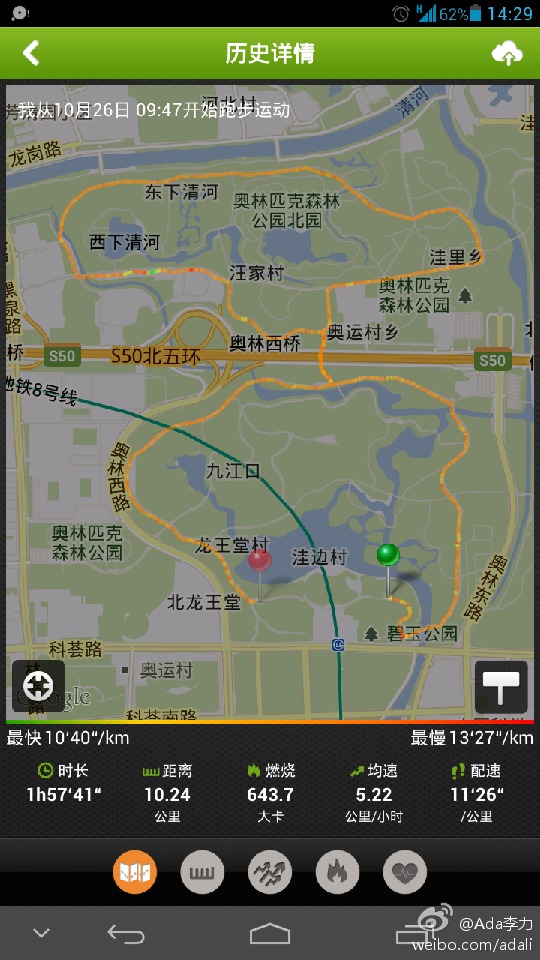 62% 14:29
历史详情
我从10月26日 09:47开始跑步运动
河北村
清河
洼
龙岗路
东下清河
奥林匹克森林
公园北园
西下清河
洼里乡
汪家村
奥林匹克
森林公园
黑泉路
桥
奥林西桥
奥运村乡
北
S50
S50北五环
S50
地铁8号线
奥林西路
九江口
奥林匹克
森林公园
龙王堂村
洼边村
奥林东路
北龙王堂
碧玉公园
科荟路
奥运村
Google
科荟南路
最快 10'40"/km
最慢 13'27"/km
时长
距离
燃烧
均速
配速
1h57'41"
10.24
643.7
5.22
11'26"
公里
大卡
公里/小时
/公里
@Ada李力
weibo.com/adali